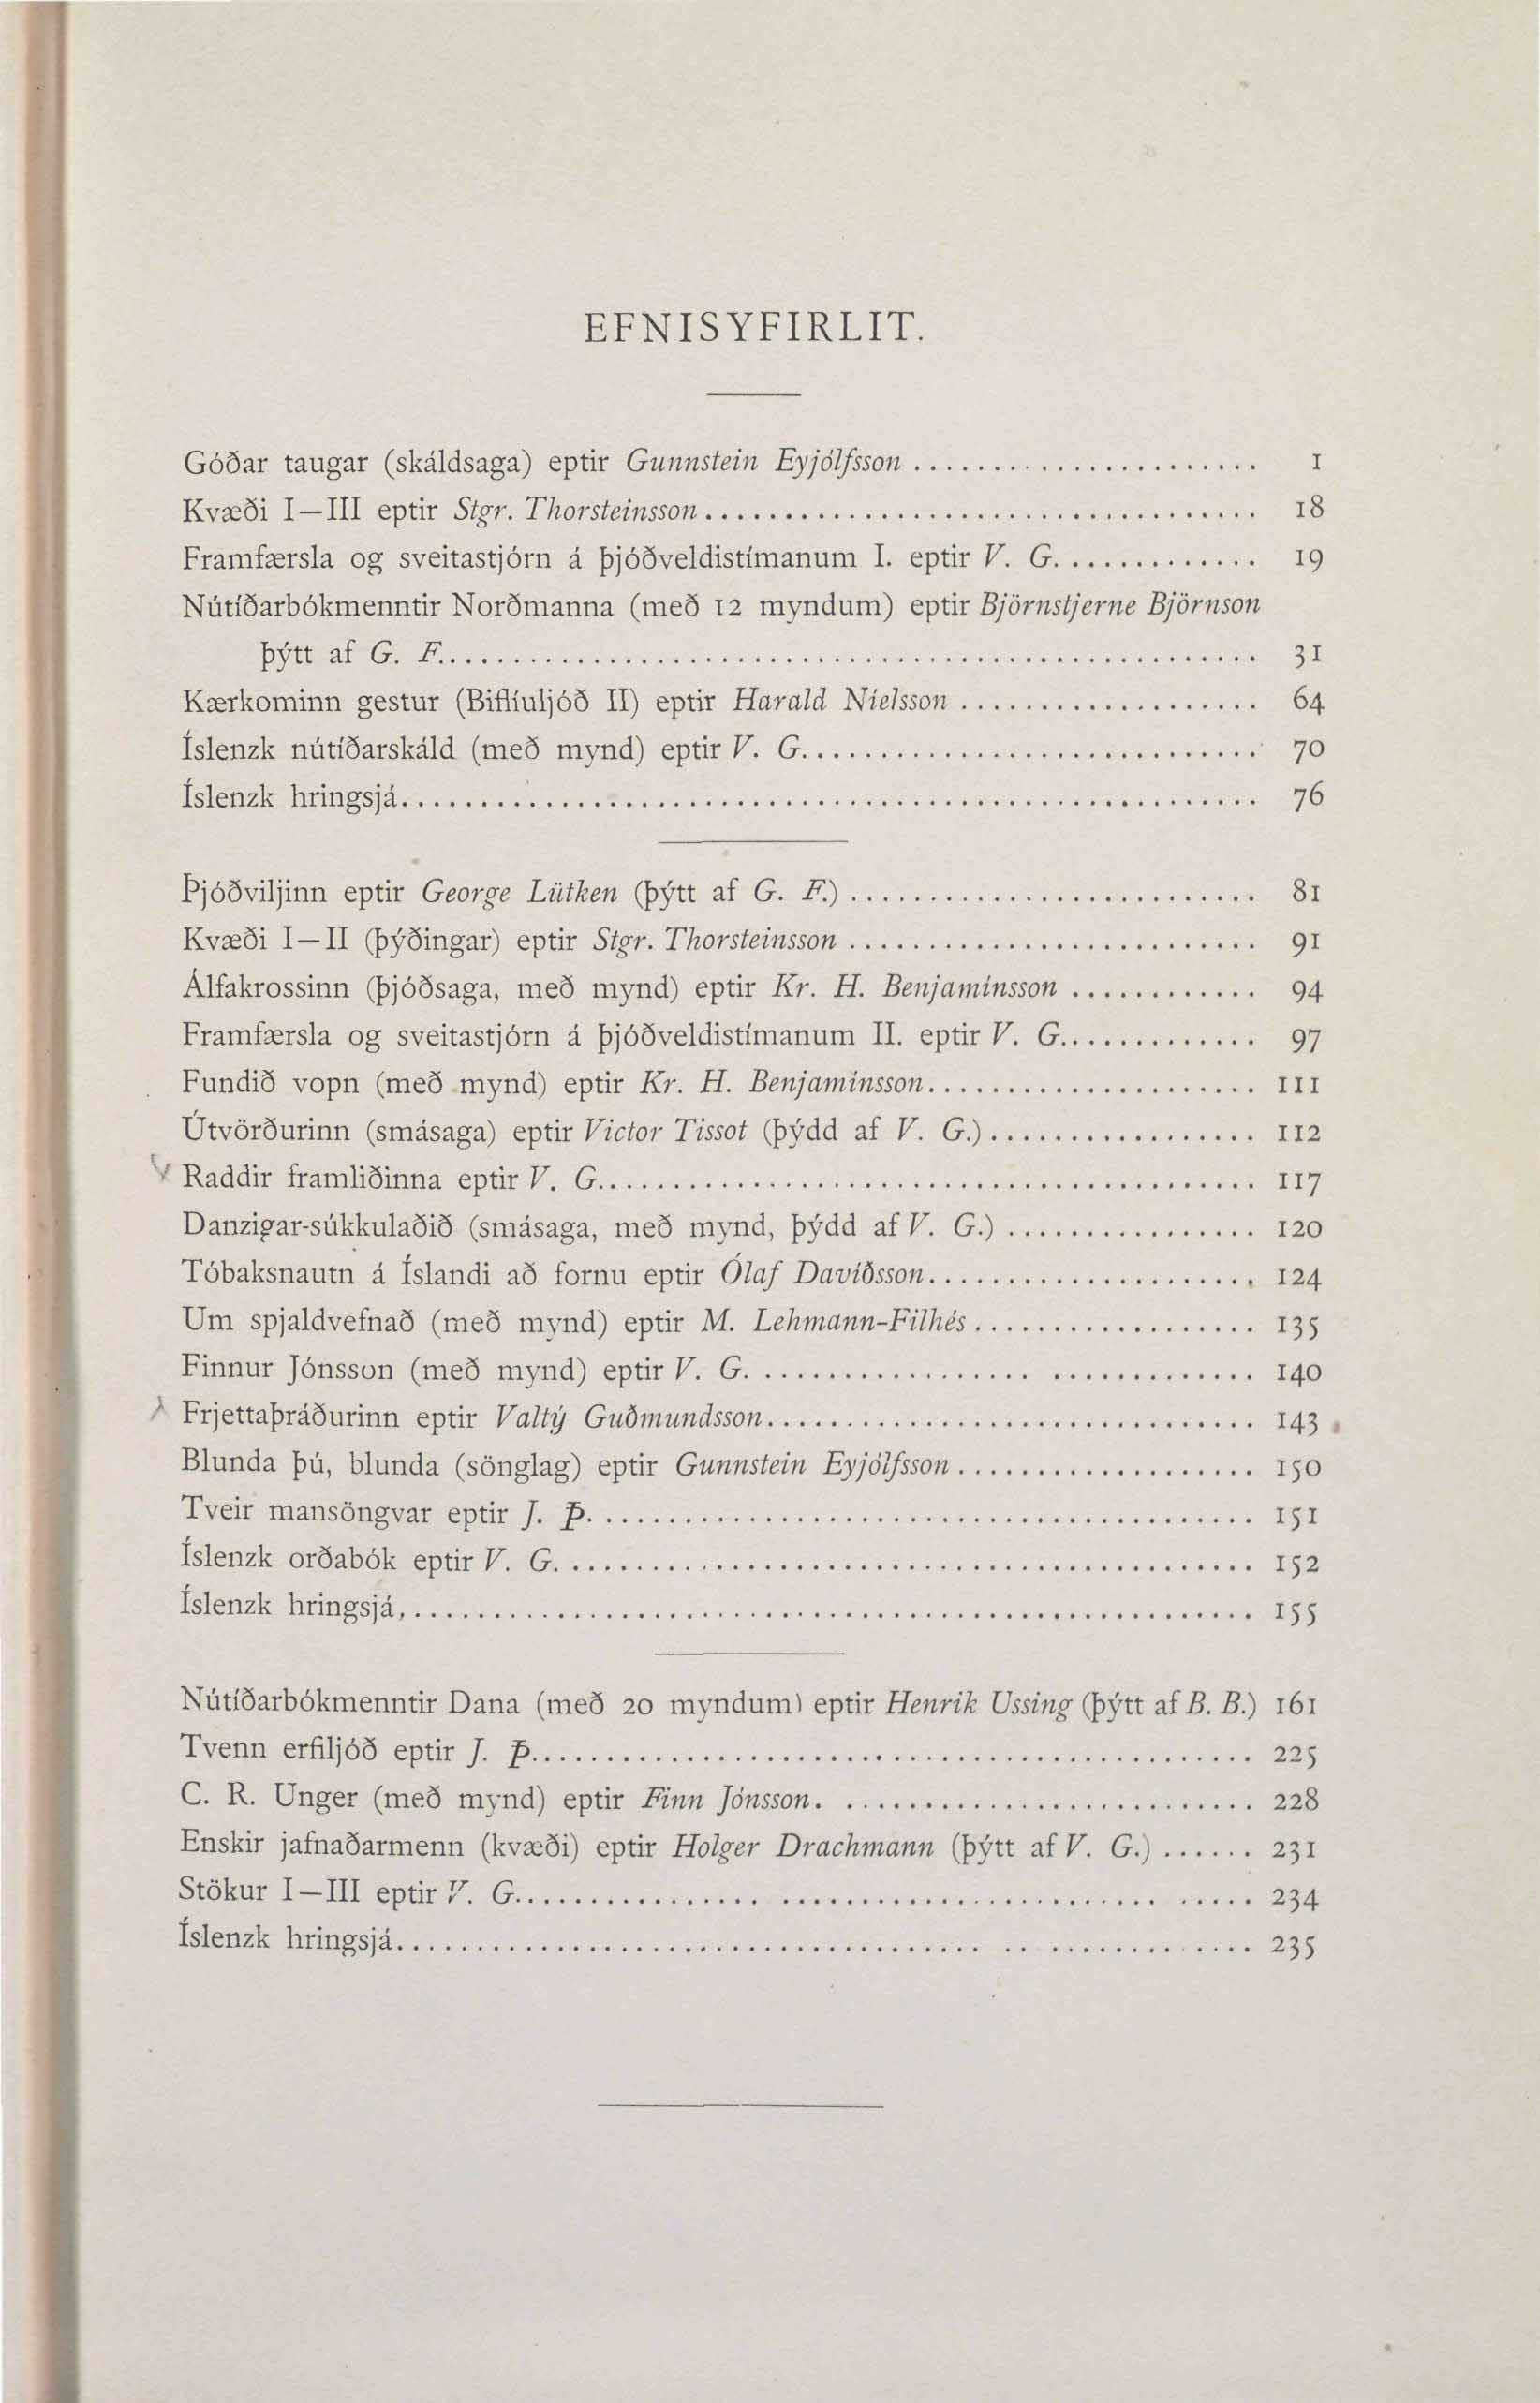 EFNISYFIRLIT.
Góðar taugar (skáldsaga) eptir Gunnstein Eyjólfsson ...................... 1
Kvæði I—III eptir Stgr. Thorsteinsson ................................... 18
Framfærsla og sveitastjórn á þjóðveldistímanum I. eptir V. G. ............ 19
Nútíðarbókmenntir Norðmanna (með 12 myndum) eptir Björnstjerne Björnson
þýtt af G. F. ................................................... 31
Kærkominn gestur (Biflíuljóð II) eptir Harald Níelsson ................... 64
Íslenzk nútíðarskáld (með mynd) eptir V. G. ............................ 70
Íslenzk hringsjá...................................................... 76
Þjóðviljinn eptir George Lütken (þýtt af G. F.) .......................... 81
Kvæði I—II (þýðingar) eptir Stgr. Thorsteinsson .......................... 91
Álfakrossinn (þjóðsaga, með mynd) eptir Kr. H. Benjamínsson ............ 94
Framfærsla og sveitastjórn á þjóðveldistímanum II. eptir V. G. ............ 97
Fundið vopn (með mynd) eptir Kr. H. Benjamínsson..................... 111
Útvörðurinn (smásaga) eptir Victor Tissot (þýdd af V. G.)................. 112
Raddir framliðinna eptir V. G. ......................................... 117
Danzigar-súkkulaðið (smásaga, með mynd, þýdd af V. G.) ................ 120
Tóbaksnautn á Íslandi að fornu eptir Ólaf Davíðsson..................... 124
Um spjaldvefnað (með mynd) eptir M. Lehmann-Filhés .................. 135
Finnur Jónsson (með mynd) eptir V. G. ............................... 140
Frjettaþráðurinn eptir Valtý Guðmundsson............................... 143
Blunda þú, blunda (sönglag) eptir Gunnstein Eyjólfsson ................... 150
Tveir mansöngvar eptir J. Þ. .......................................... 151
Íslenzk orðabók eptir V. G. ........................................... 152
Íslenzk hringsjá...................................................... 155
Nútíðarbókmenntir Dana (með 20 myndum) eptir Henrik Ussing (þýtt af B. B.) 161
Tvenn erfiljóð eptir J. Þ. ............................................. 225
C. R. Unger (með mynd) eptir Finn Jónsson. .......................... 228
Enskir jafnaðarmenn (kvæði) eptir Holger Drachmann (þýtt af V. G.) ...... 231
Stökur I—III eptir V. G. ............................................. 234
Íslenzk hringsjá...................................................... 235